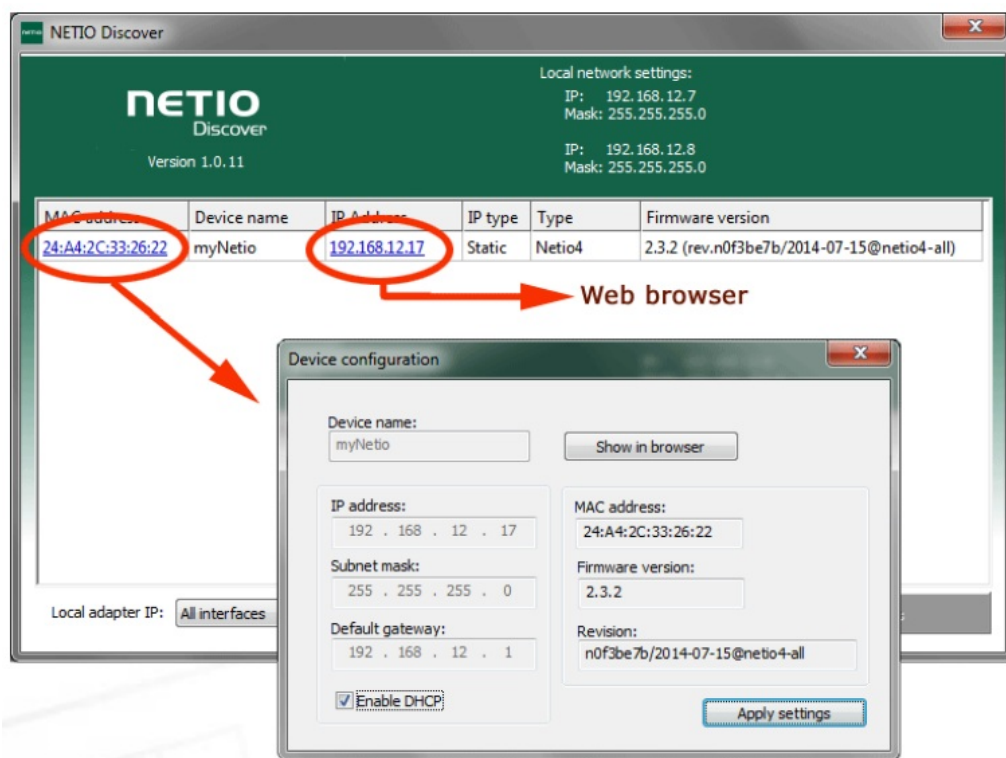 NETIO Discover
NETIO
Discover
Version 1.0.11
Local network settings:
IP: 192.168.12.7
Mask: 255.255.255.0
IP: 192.168.12.8
Mask: 255.255.255.0
MAC address Device name IP Address IP type Type Firmware version
24:A4:2C:33:26:22 myNetio 192.168.12.17 Static Netio4 2.3.2 (rev.n0f3be7b/2014-07-15@netio4-all)
Web browser
Device configuration
Device name:
myNetio
Show in browser
IP address:
192 . 168 . 12 . 17
Subnet mask:
255 . 255 . 255 . 0
Default gateway:
192 . 168 . 12 . 1
Enable DHCP
MAC address:
24:A4:2C:33:26:22
Firmware version:
2.3.2
Revision:
n0f3be7b/2014-07-15@netio4-all
Apply settings
Local adapter IP: All interfaces